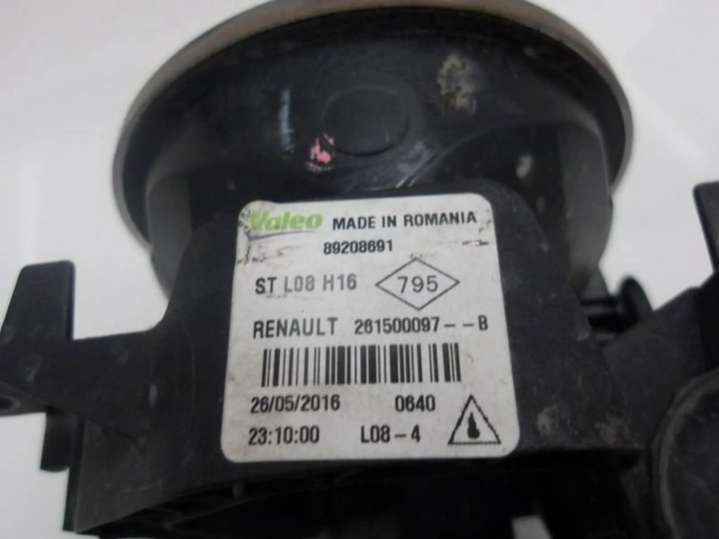 Valeo MADE IN ROMANIA
89208691
ST L08 H16 795
RENAULT 261500097--B
26/05/2016 0640
23:10:00 L08-4